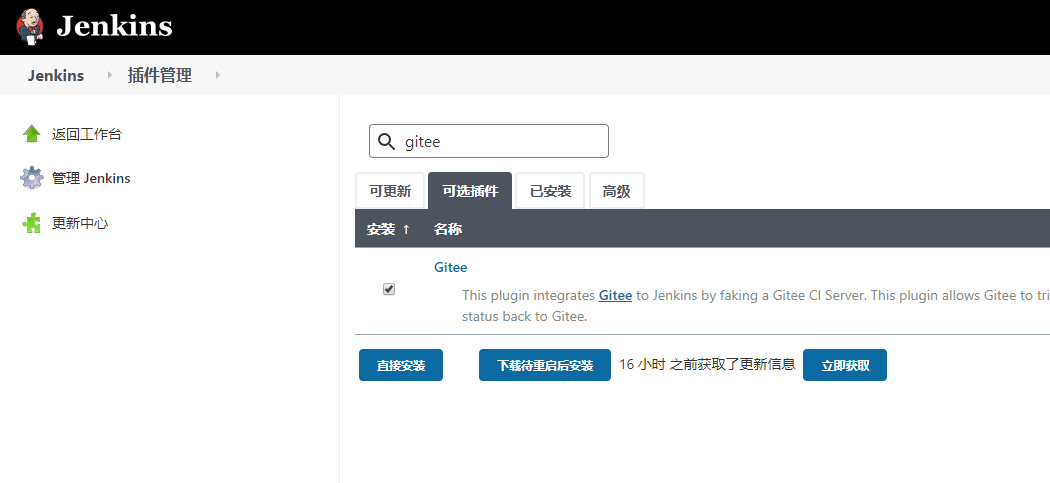 Jenkins
Jenkins 插件管理
返回工作台
管理 Jenkins
更新中心
gitee
可更新 可选插件 已安装 高级
安装 ↑ 名称
Gitee
This plugin integrates Gitee to Jenkins by faking a Gitee CI Server. This plugin allows Gitee to tri
status back to Gitee.
直接安装 下载待重启后安装 16 小时 之前获取了更新信息 立即获取